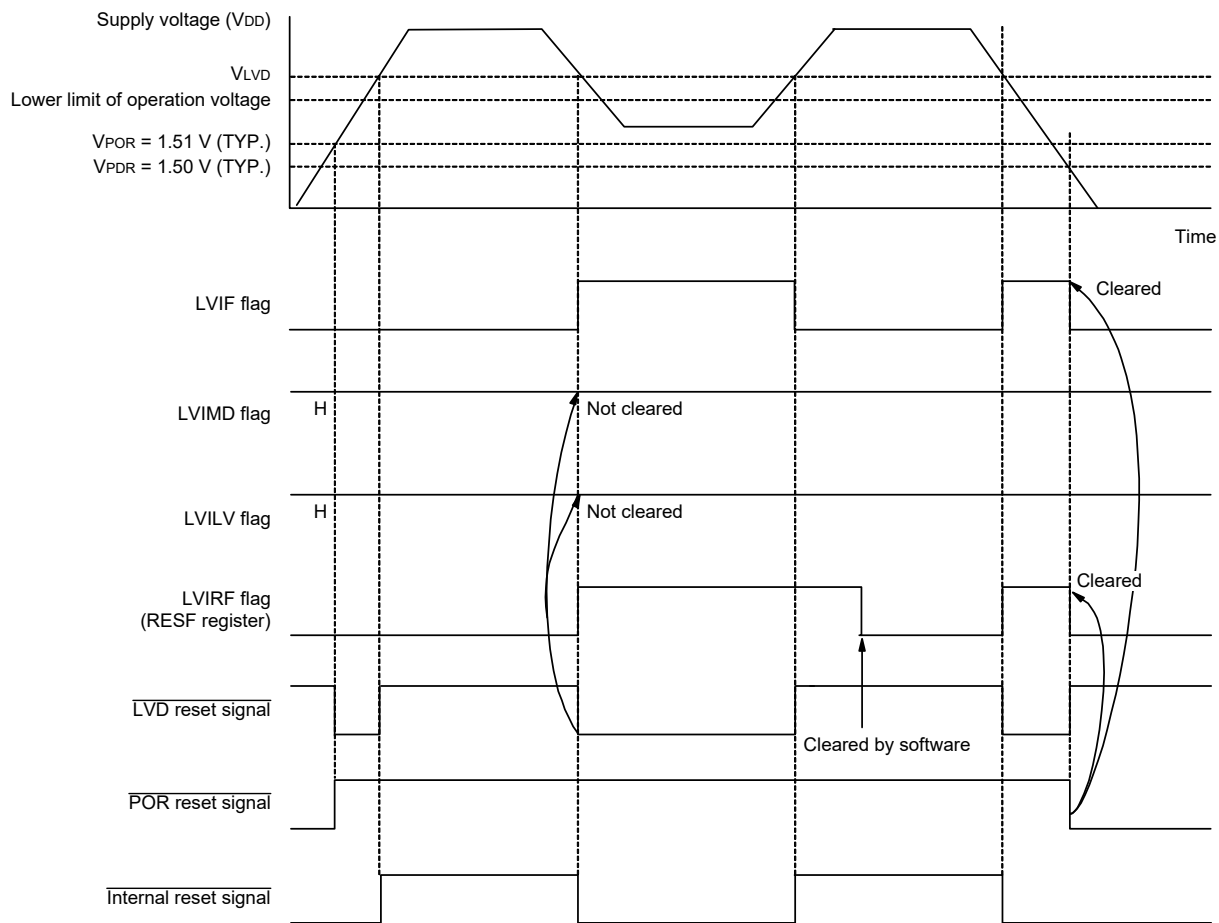 Supply voltage (VDD)
VLVD
Lower limit of operation voltage
VPOR = 1.51 V (TYP.)
VPDR = 1.50 V (TYP.)
Time
LVIF flag
Cleared
LVIMD flag
H
Not cleared
LVILV flag
H
Not cleared
LVIRF flag
(RESF register)
Cleared
LVD reset signal
Cleared by software
POR reset signal
Internal reset signal